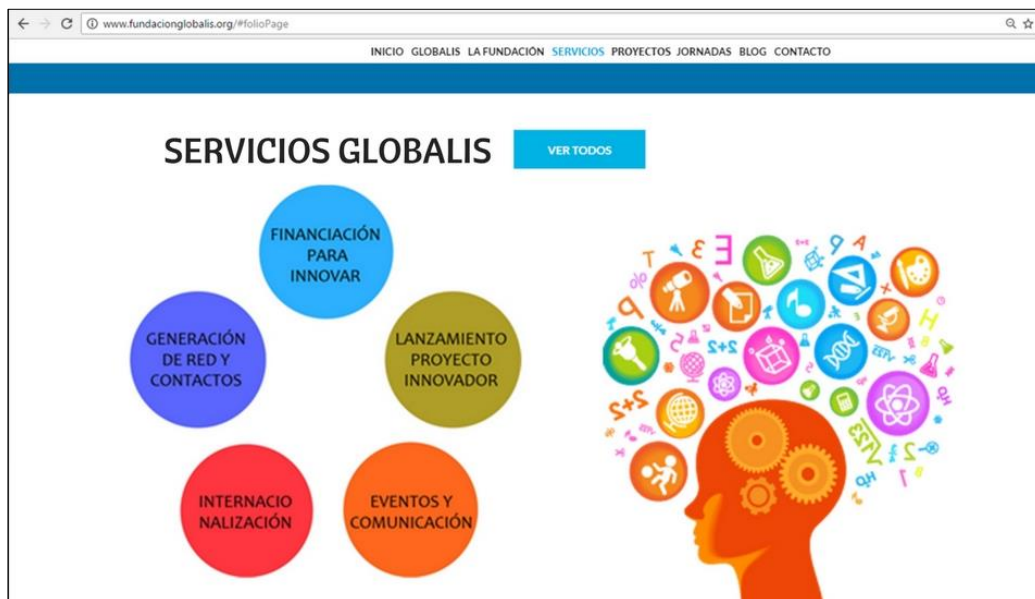 www.fundacionglobalis.org/#folioPage
INICIO GLOBALIS LA FUNDACIÓN SERVICIOS PROYECTOS JORNADAS BLOG CONTACTO
SERVICIOS GLOBALIS
VER TODOS
FINANCIACIÓN
PARA
INNOVAR
GENERACIÓN
DE RED Y
CONTACTOS
LANZAMIENTO
PROYECTO
INNOVADOR
INTERNACIO
NALIZACIÓN
EVENTOS Y
COMUNICACIÓN